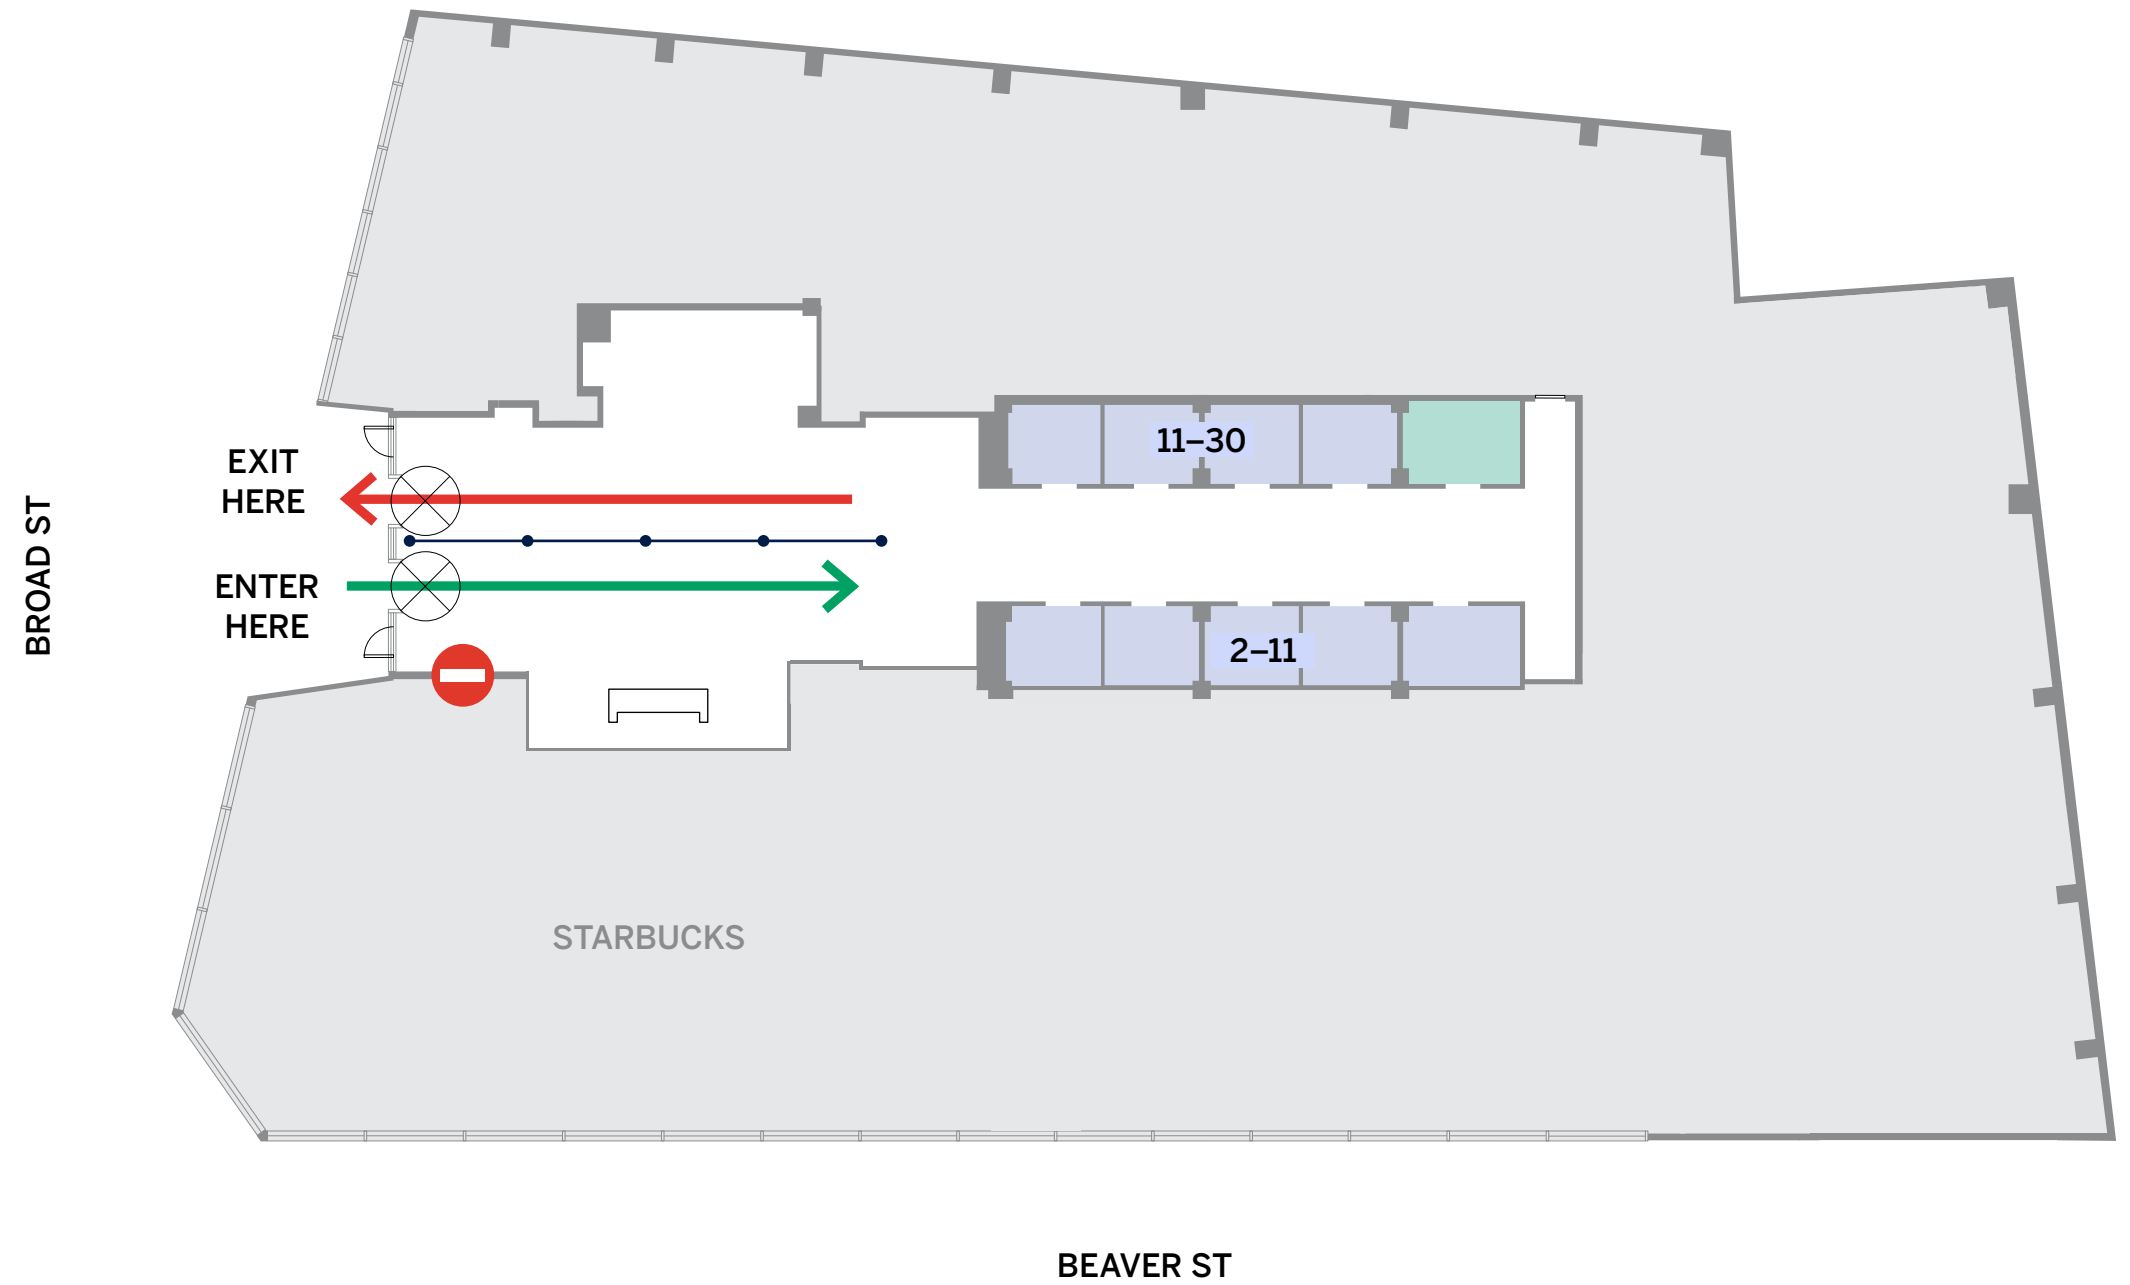 EXIT
HERE
11–30
BROAD ST
ENTER
HERE
2–11
STARBUCKS
BEAVER ST